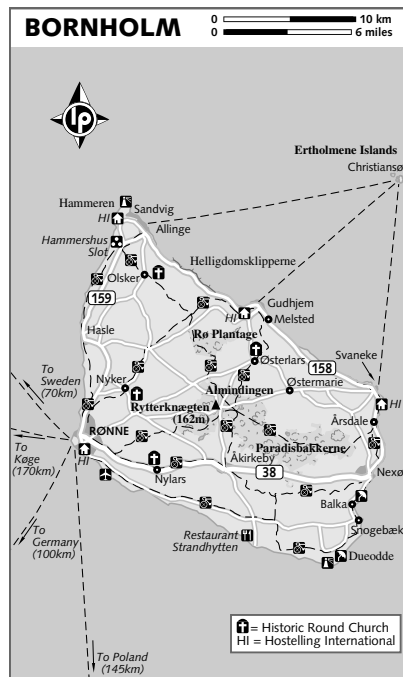 BORNHOLM
0 10 km
0 6 miles
lp
Ertholmene Islands
Christiansø
Hammeren
Sandvig
HI
Allinge
Hammershus
Slot
Helligdomsklipperne
Olsker
159
Gudhjem
HI
Melsted
Hasle
Rø Plantage
158
Svaneke
Østerlars
To
Sweden
(70km)
Nyker
Almindingen
Østermarie
Rytterknægten
(162m)
HI
Årsdale
RØNNE
Paradisbakkerne
To
Køge
(170km)
HI
Åkirkeby
38
Nexø
Nylars
Balka
To
Germany
(100km)
Restaurant
Strandhytten
Snogebæk
Dueodde
= Historic Round Church
HI = Hostelling International
To Poland
(145km)